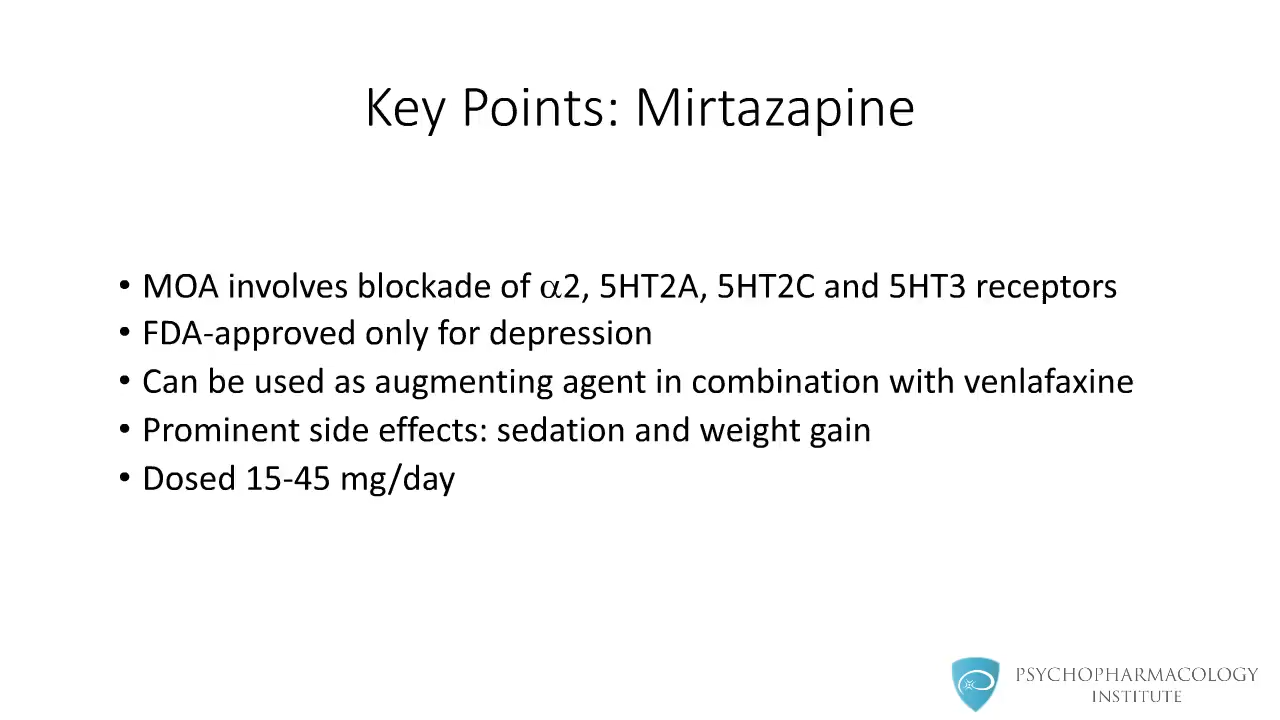 Key Points: Mirtazapine
• MOA involves blockade of α2, 5HT2A, 5HT2C and 5HT3 receptors
• FDA-approved only for depression
• Can be used as augmenting agent in combination with venlafaxine
• Prominent side effects: sedation and weight gain
• Dosed 15-45 mg/day
PSYCHOPHARMACOLOGY
INSTITUTE